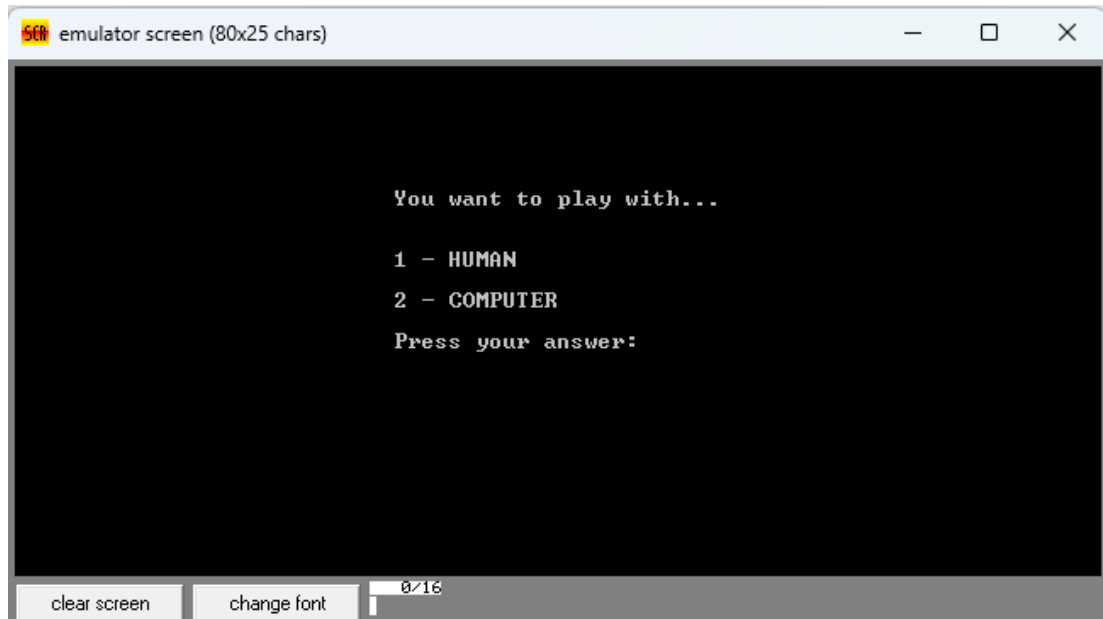 SCR emulator screen (80x25 chars)
You want to play with...
1 - HUMAN
2 - COMPUTER
Press your answer:
0/16
clear screen change font